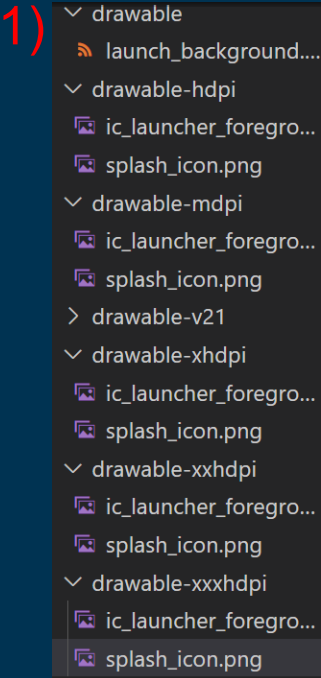 1)
drawable
launch_background....
drawable-hdpi
ic_launcher_foregro...
splash_icon.png
drawable-mdpi
ic_launcher_foregro...
splash_icon.png
drawable-v21
drawable-xhdpi
ic_launcher_foregro...
splash_icon.png
drawable-xxhdpi
ic_launcher_foregro...
splash_icon.png
drawable-xxxhdpi
ic_launcher_foregro...
splash_icon.png